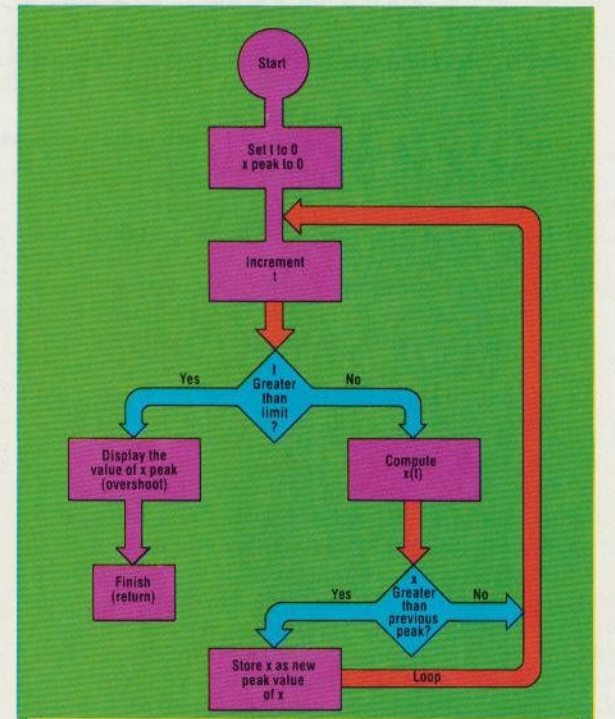 Start
Set t to 0
x peak to 0
Increment
t
t
Greater
than
limit
?
Yes
No
Display the
value of x peak
(overshoot)
Compute
x(t)
Finish
(return)
x
Greater
than
previous
peak?
Yes
No
Store x as new
peak value
of x
Loop